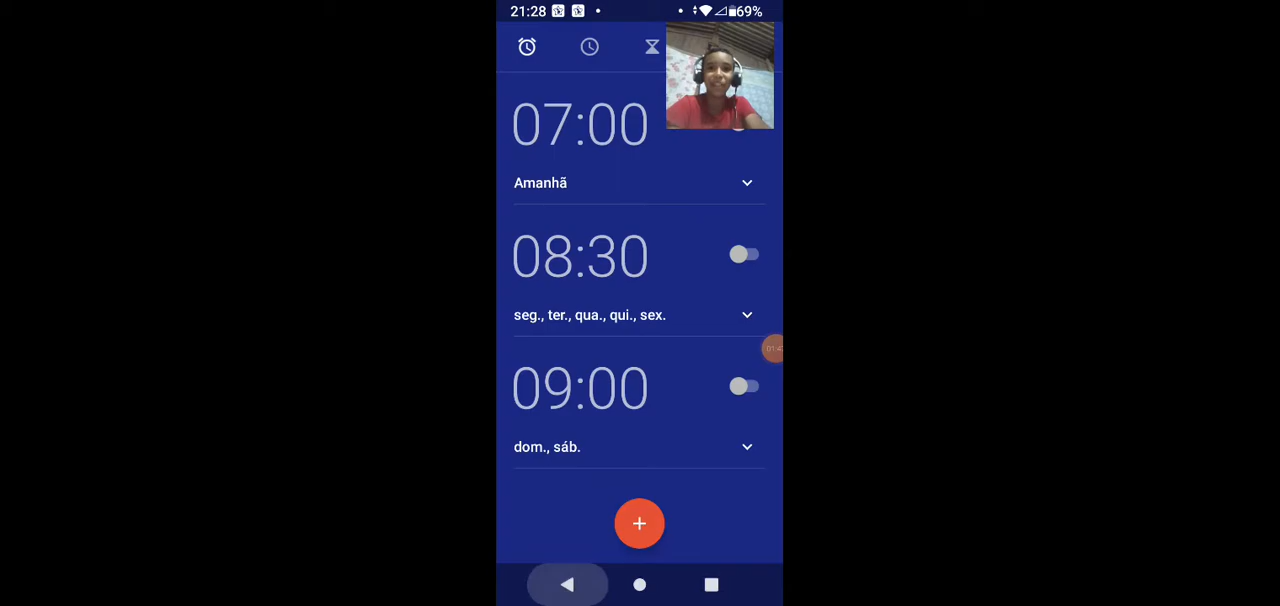 21:28
69%
07:00
Amanhã
08:30
seg., ter., qua., qui., sex.
09:00
dom., sáb.